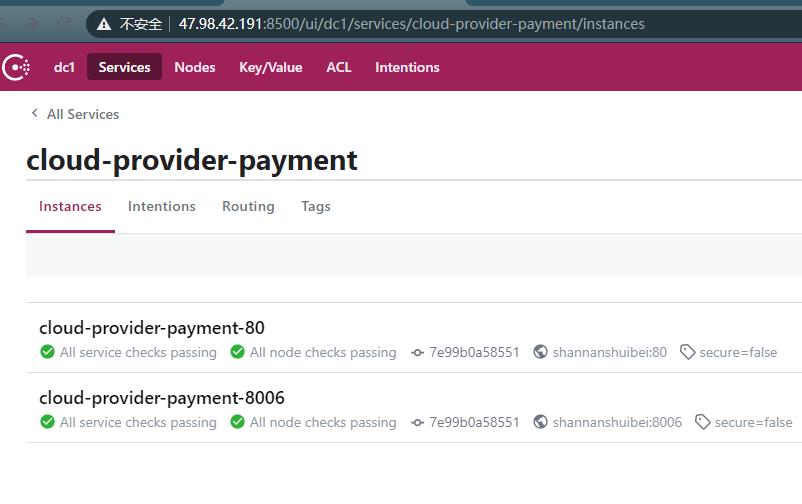 不安全 47.98.42.191:8500/ui/dc1/services/cloud-provider-payment/instances
dc1 Services Nodes Key/Value ACL Intentions
All Services
cloud-provider-payment
Instances Intentions Routing Tags
cloud-provider-payment-80
All service checks passing All node checks passing 7e99b0a58551 shannanshuibei:80 secure=false
cloud-provider-payment-8006
All service checks passing All node checks passing 7e99b0a58551 shannanshuibei:8006 secure=false